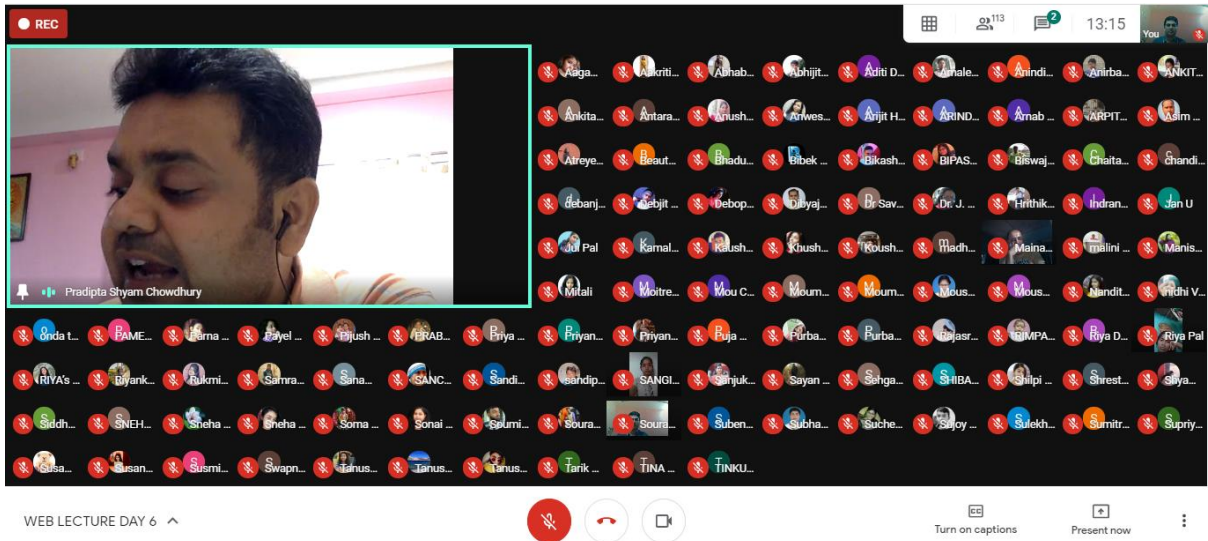 REC
113
2
13:15
You
Pradipta Shyam Chowdhury
Aaga... Aakriti... Abhab... Abhijit... Aditi D... Amale... Anindi... Anirba... ANKIT...
Ankita... Antara... Anush... Anwes... Arijit H... ARIND... Arnab ... ARPIT... Asim ...
Atreye... Beaut... Bhadu... Bibek ... Bikash... BIPAS... Biswaj... Chaita... chandi...
debanj... Debjit ... Debop... Dibyaj... Dr Sav... Dr. J. ... Hrithik... Indran... Jan U
Jui Pal Kamal... Kaush... Khush... Koush... madh... Maina... malini ... Manis...
Mitali Moitre... Mou C... Moum... Moum... Mous... Mous... Nandit... nidhi V...
onda t... PAME... Parna ... Payel ... Pijush ... PRAB... Priya ... Priyan... Priyan... Puja ... Purba... Purba... Rajasr... RIMPA... Riya D... Riya Pal
RIYA's ... Riyank... Rukmi... Samra... Sana... SANC... Sandi... sandip... SANGI... Sanjuk... Sayan ... Sehga... SHIBA... Shilpi ... Shrest... Sliya...
Siddh... SNEH... Sneha ... Sneha ... Soma ... Sonai ... Soumi... Soura... Soura... Suben... Subha... Suche... Sujoy ... Sulekh... Sumitr... Supriy...
Susa... Susan... Susmi... Swapn... Tanus... Tanus... Tanus... Tarik ... TINA ... TINKU...
WEB LECTURE DAY 6
Turn on captions
Present now